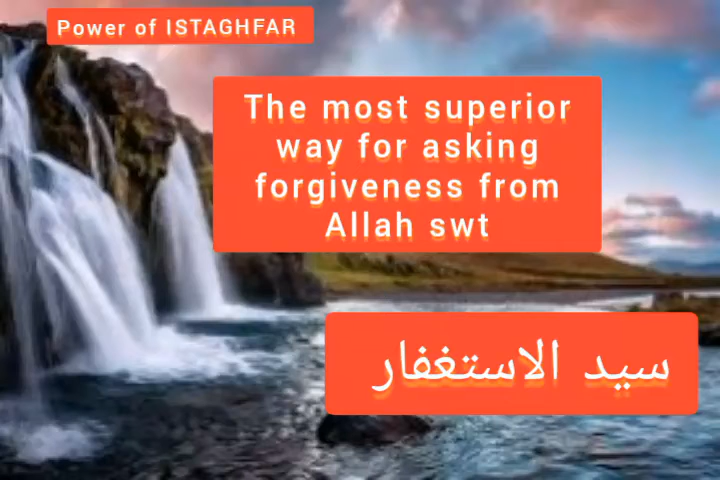 Power of ISTAGHFAR
The most superior
way for asking
forgiveness from
Allah swt
سيد الاستغفار